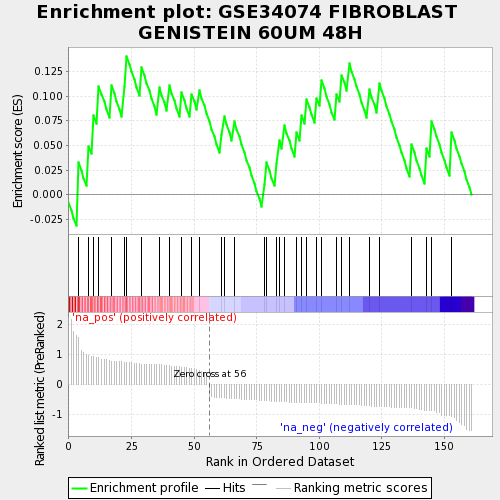 Enrichment plot: GSE34074 FIBROBLAST
GENISTEIN 60UM 48H
Enrichment score (ES)
0.125
0.100
0.075
0.050
0.025
0.000
-0.025
'na_pos' (positively correlated)
Ranked list metric (PreRanked)
2
1
0
-1
Zero cross at 56
'na_neg' (negatively correlated)
0
25
50
75
100
125
150
Rank in Ordered Dataset
Enrichment profile
Hits
Ranking metric scores